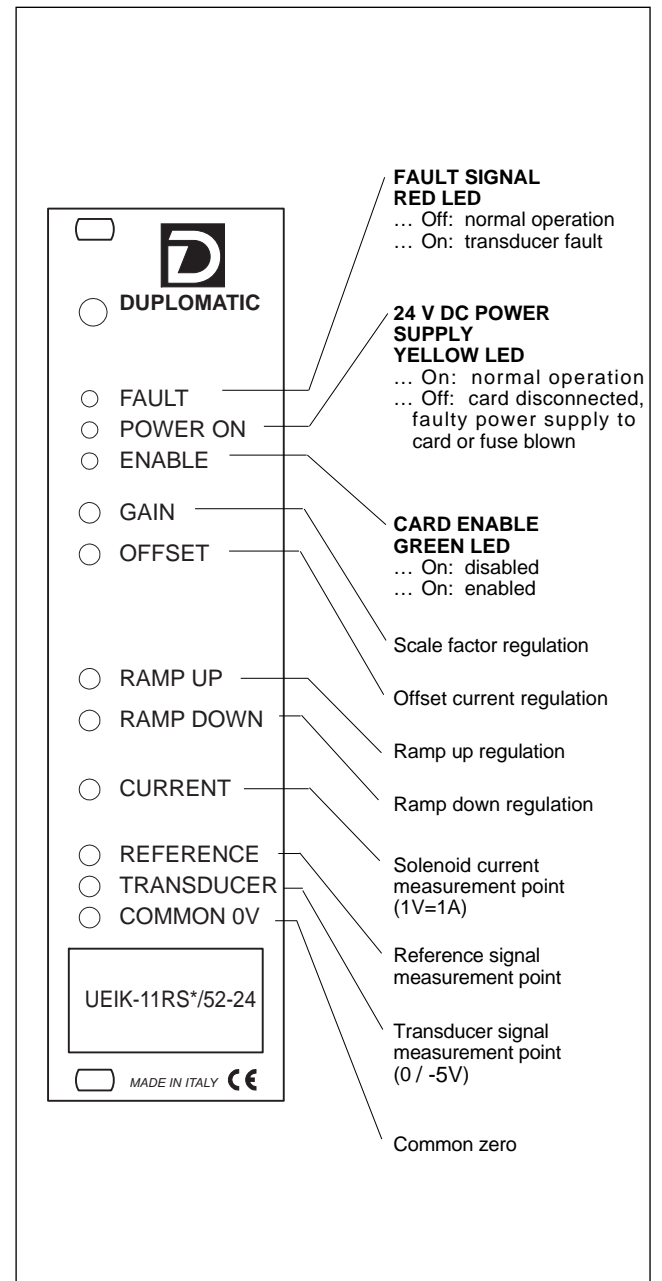 DUPLOMATIC
FAULT
POWER ON
ENABLE
GAIN
OFFSET
RAMP UP
RAMP DOWN
CURRENT
REFERENCE
TRANSDUCER
COMMON 0V
UEIK-11RS*/52-24
MADE IN ITALY CE
FAULT SIGNAL
RED LED
... Off: normal operation
... On: transducer fault
24 V DC POWER
SUPPLY
YELLOW LED
... On: normal operation
... Off: card disconnected,
faulty power supply to
card or fuse blown
CARD ENABLE
GREEN LED
... On: disabled
... On: enabled
Scale factor regulation
Offset current regulation
Ramp up regulation
Ramp down regulation
Solenoid current
measurement point
(1V=1A)
Reference signal
measurement point
Transducer signal
measurement point
(0 / -5V)
Common zero